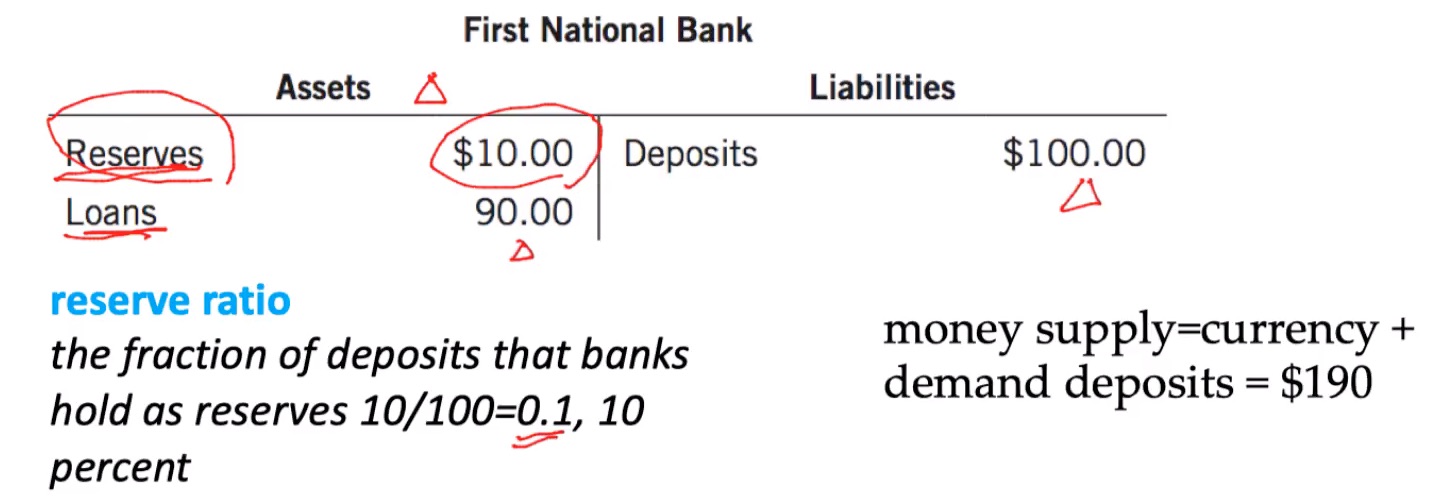 First National Bank
Assets Liabilities
Reserves $10.00 Deposits $100.00
Loans 90.00
reserve ratio
the fraction of deposits that banks
hold as reserves 10/100=0.1, 10
percent
money supply=currency +
demand deposits = $190